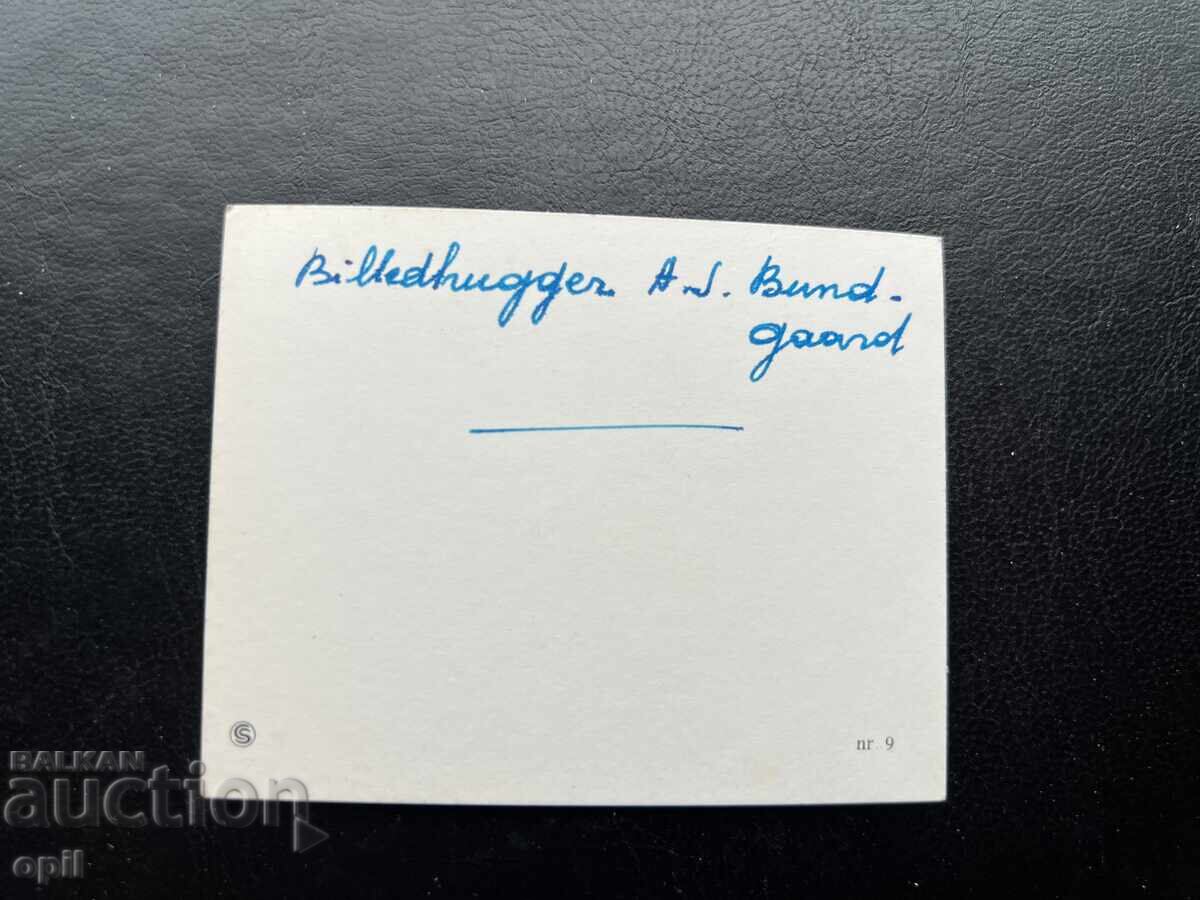 Billedhugger A.J. Bund-
gaard
S
nr. 9
BALKAN
auction
opil